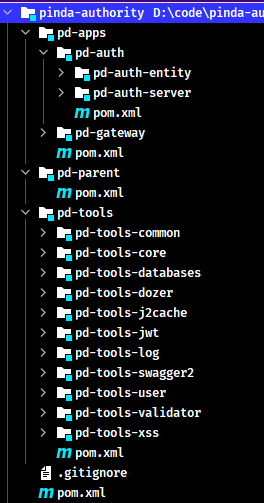 pinda-authority D:\code\pinda-au
pd-apps
pd-auth
pd-auth-entity
pd-auth-server
pom.xml
pd-gateway
pom.xml
pd-parent
pom.xml
pd-tools
pd-tools-common
pd-tools-core
pd-tools-databases
pd-tools-dozer
pd-tools-j2cache
pd-tools-jwt
pd-tools-log
pd-tools-swagger2
pd-tools-user
pd-tools-validator
pd-tools-xss
pom.xml
.gitignore
pom.xml